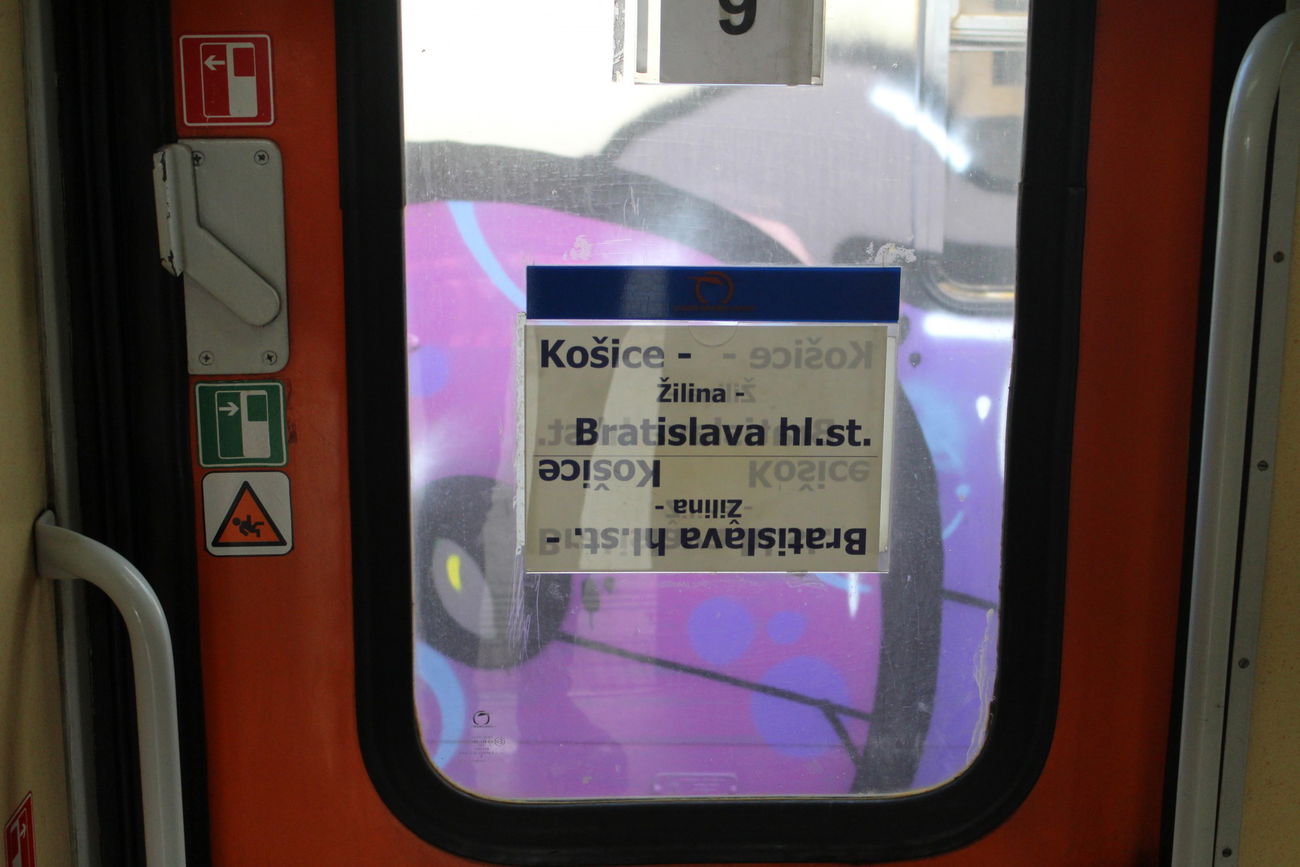 9
Košice -
Žilina -
Bratislava hl.st.
Bratislava hl.st. -
Žilina -
Košice